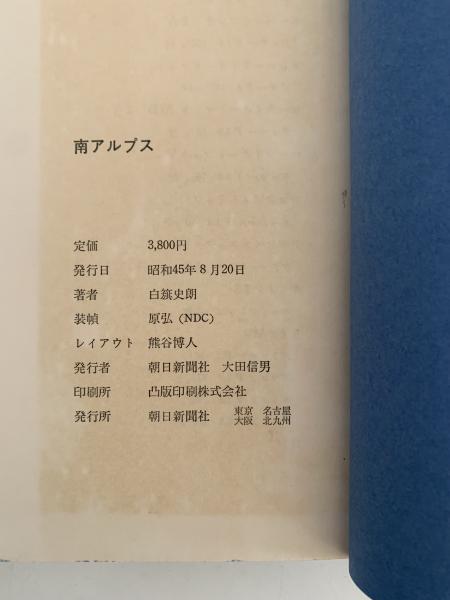 南アルプス
定価 3,800円
発行日 昭和45年8月20日
著者 白籏史朗
装幀 原弘(NDC)
レイアウト 熊谷博人
発行者 朝日新聞社 大田信男
印刷所 凸版印刷株式会社
発行所 朝日新聞社 東京 名古屋
大阪 北九州